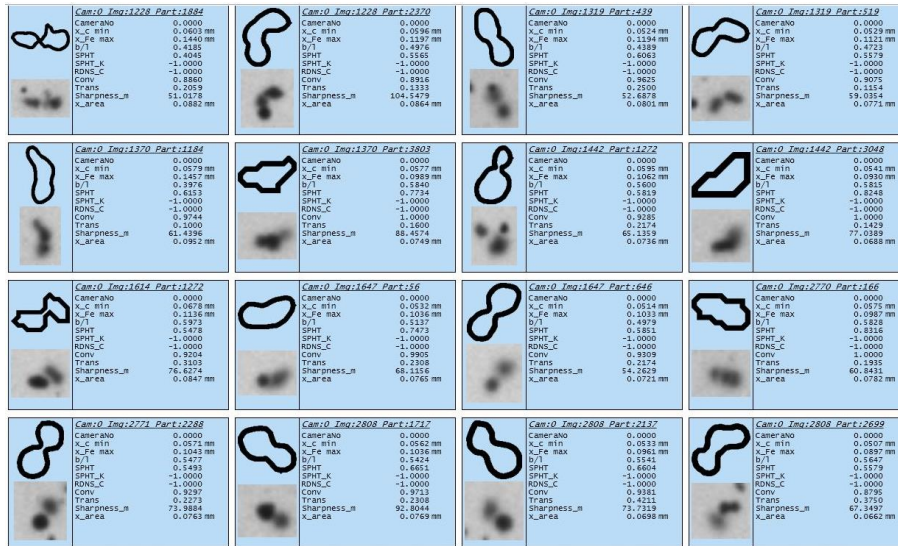 Cam:0 Img:1228 Part:1884
CameraNo 0.0000
x_c min 0.0603 mm
x_Fe max 0.1440 mm
b/l 0.4185
SPHT 0.4045
SPHT_K -1.0000
RDNS_C -1.0000
Conv 0.8860
Trans 0.2059
Sharpness_m 51.0178
x_area 0.0882 mm
Cam:0 Img:1228 Part:2370
CameraNo 0.0000
x_c min 0.0596 mm
x_Fe max 0.1197 mm
b/l 0.4976
SPHT 0.5565
SPHT_K -1.0000
RDNS_C -1.0000
Conv 0.8916
Trans 0.1333
Sharpness_m 104.5479
x_area 0.0864 mm
Cam:0 Img:1319 Part:439
CameraNo 0.0000
x_c min 0.0524 mm
x_Fe max 0.1194 mm
b/l 0.4389
SPHT 0.6063
SPHT_K -1.0000
RDNS_C -1.0000
Conv 0.9625
Trans 0.2500
Sharpness_m 52.6878
x_area 0.0801 mm
Cam:0 Img:1319 Part:519
CameraNo 0.0000
x_c min 0.0529 mm
x_Fe max 0.1121 mm
b/l 0.4723
SPHT 0.5579
SPHT_K -1.0000
RDNS_C -1.0000
Conv 0.9075
Trans 0.1154
Sharpness_m 59.0354
x_area 0.0771 mm
Cam:0 Img:1370 Part:1184
CameraNo 0.0000
x_c min 0.0579 mm
x_Fe max 0.1457 mm
b/l 0.3976
SPHT 0.6153
SPHT_K -1.0000
RDNS_C -1.0000
Conv 0.9744
Trans 0.1000
Sharpness_m 61.4396
x_area 0.0952 mm
Cam:0 Img:1370 Part:3803
CameraNo 0.0000
x_c min 0.0577 mm
x_Fe max 0.0989 mm
b/l 0.5840
SPHT 0.7734
SPHT_K -1.0000
RDNS_C -1.0000
Conv 1.0000
Trans 0.1600
Sharpness_m 88.4574
x_area 0.0749 mm
Cam:0 Img:1442 Part:1272
CameraNo 0.0000
x_c min 0.0595 mm
x_Fe max 0.1062 mm
b/l 0.5600
SPHT 0.5819
SPHT_K -1.0000
RDNS_C -1.0000
Conv 0.9285
Trans 0.2174
Sharpness_m 65.1359
x_area 0.0736 mm
Cam:0 Img:1442 Part:3048
CameraNo 0.0000
x_c min 0.0541 mm
x_Fe max 0.0930 mm
b/l 0.5815
SPHT 0.8248
SPHT_K -1.0000
RDNS_C -1.0000
Conv 1.0000
Trans 0.1429
Sharpness_m 77.0389
x_area 0.0688 mm
Cam:0 Img:1614 Part:1272
CameraNo 0.0000
x_c min 0.0678 mm
x_Fe max 0.1136 mm
b/l 0.5973
SPHT 0.5478
SPHT_K -1.0000
RDNS_C -1.0000
Conv 0.9204
Trans 0.3103
Sharpness_m 76.6274
x_area 0.0847 mm
Cam:0 Img:1647 Part:56
CameraNo 0.0000
x_c min 0.0532 mm
x_Fe max 0.1036 mm
b/l 0.5137
SPHT 0.7473
SPHT_K -1.0000
RDNS_C -1.0000
Conv 0.9905
Trans 0.2308
Sharpness_m 68.1156
x_area 0.0765 mm
Cam:0 Img:1647 Part:646
CameraNo 0.0000
x_c min 0.0514 mm
x_Fe max 0.1033 mm
b/l 0.4979
SPHT 0.5851
SPHT_K -1.0000
RDNS_C -1.0000
Conv 0.9309
Trans 0.2174
Sharpness_m 54.2629
x_area 0.0721 mm
Cam:0 Img:2770 Part:166
CameraNo 0.0000
x_c min 0.0575 mm
x_Fe max 0.0987 mm
b/l 0.5828
SPHT 0.8316
SPHT_K -1.0000
RDNS_C -1.0000
Conv 1.0000
Trans 0.1935
Sharpness_m 60.8431
x_area 0.0782 mm
Cam:0 Img:2771 Part:2288
CameraNo 0.0000
x_c min 0.0571 mm
x_Fe max 0.1043 mm
b/l 0.5477
SPHT 0.5493
SPHT_K -1.0000
RDNS_C -1.0000
Conv 0.9297
Trans 0.2273
Sharpness_m 73.9884
x_area 0.0763 mm
Cam:0 Img:2808 Part:1717
CameraNo 0.0000
x_c min 0.0562 mm
x_Fe max 0.1036 mm
b/l 0.5424
SPHT 0.6651
SPHT_K -1.0000
RDNS_C -1.0000
Conv 0.9713
Trans 0.2308
Sharpness_m 92.8044
x_area 0.0769 mm
Cam:0 Img:2808 Part:2137
CameraNo 0.0000
x_c min 0.0533 mm
x_Fe max 0.0961 mm
b/l 0.5541
SPHT 0.6604
SPHT_K -1.0000
RDNS_C -1.0000
Conv 0.9381
Trans 0.4211
Sharpness_m 73.7319
x_area 0.0698 mm
Cam:0 Img:2808 Part:2699
CameraNo 0.0000
x_c min 0.0507 mm
x_Fe max 0.0897 mm
b/l 0.5647
SPHT 0.5579
SPHT_K -1.0000
RDNS_C -1.0000
Conv 0.8795
Trans 0.3750
Sharpness_m 67.3497
x_area 0.0662 mm